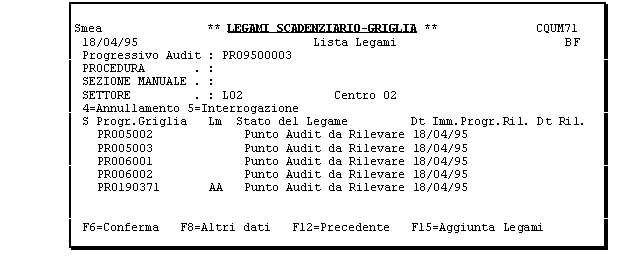 Smea ** LEGAMI SCADENZIARIO-GRIGLIA ** CQUM71
18/04/95 Lista Legami BF
Progressivo Audit : PR09500003
PROCEDURA . :
SEZIONE MANUALE . :
SETTORE . : L02 Centro 02
4=Annullamento 5=Interrogazione
S Progr.Griglia Lm Stato del Legame Dt Imm.Progr.Ril. Dt Ril.
PR005002 Punto Audit da Rilevare 18/04/95
PR005003 Punto Audit da Rilevare 18/04/95
PR006001 Punto Audit da Rilevare 18/04/95
PR006002 Punto Audit da Rilevare 18/04/95
PR0190371 AA Punto Audit da Rilevare 18/04/95
F6=Conferma F8=Altri dati F12=Precedente F15=Aggiunta Legami